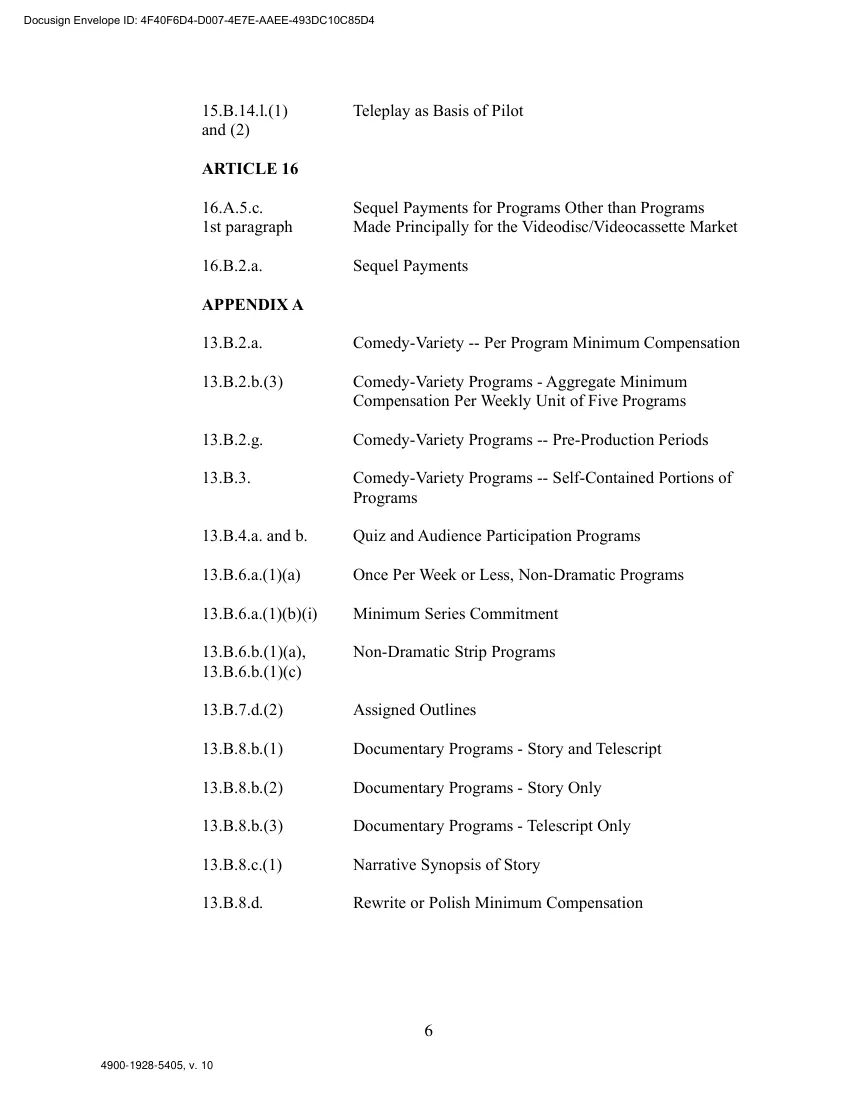 Docusign Envelope ID: 4F40F6D4-D007-4E7E-AAEE-493DC10C85D4
15.B.14.l.(1) Teleplay as Basis of Pilot
and (2)
ARTICLE 16
16.A.5.c. Sequel Payments for Programs Other than Programs
1st paragraph Made Principally for the Videodisc/Videocassette Market
16.B.2.a. Sequel Payments
APPENDIX A
13.B.2.a. Comedy-Variety -- Per Program Minimum Compensation
13.B.2.b.(3) Comedy-Variety Programs - Aggregate Minimum
Compensation Per Weekly Unit of Five Programs
13.B.2.g. Comedy-Variety Programs -- Pre-Production Periods
13.B.3. Comedy-Variety Programs -- Self-Contained Portions of
Programs
13.B.4.a. and b. Quiz and Audience Participation Programs
13.B.6.a.(1)(a) Once Per Week or Less, Non-Dramatic Programs
13.B.6.a.(1)(b)(i) Minimum Series Commitment
13.B.6.b.(1)(a), Non-Dramatic Strip Programs
13.B.6.b.(1)(c)
13.B.7.d.(2) Assigned Outlines
13.B.8.b.(1) Documentary Programs - Story and Telescript
13.B.8.b.(2) Documentary Programs - Story Only
13.B.8.b.(3) Documentary Programs - Telescript Only
13.B.8.c.(1) Narrative Synopsis of Story
13.B.8.d. Rewrite or Polish Minimum Compensation
6
4900-1928-5405, v. 10